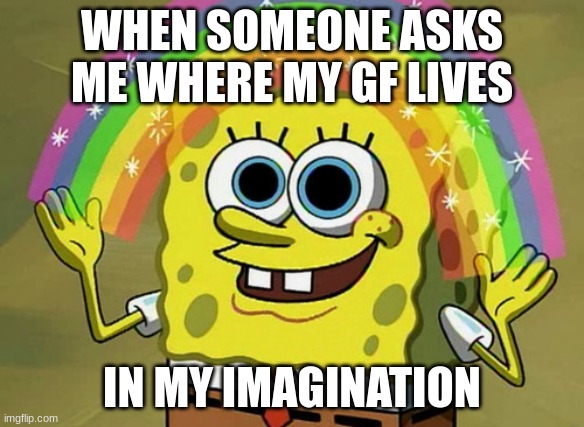 WHEN SOMEONE ASKS
ME WHERE MY GF LIVES
IN MY IMAGINATION
imgflip.com